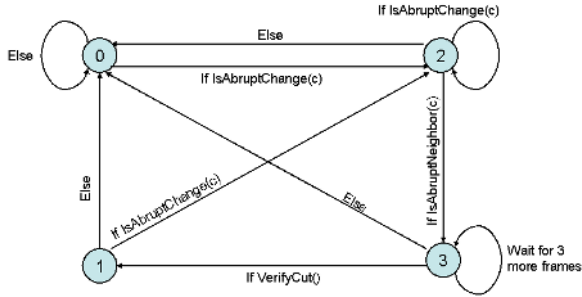 If IsAbruptChange(c)
Else
Else
0
2
If IsAbruptChange(c)
Else
If IsAbruptChange(c)
Else
If IsAbruptNeighbor(c)
1
3
Wait for 3
more frames
If VerifyCut()